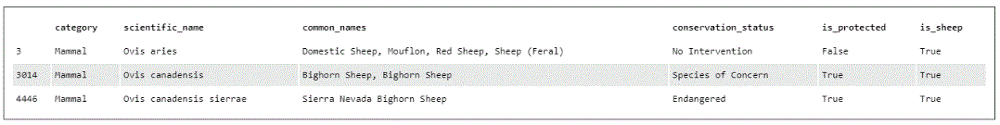 category scientific_name common_names conservation_status is_protected is_sheep
3 Mammal Ovis aries Domestic Sheep, Mouflon, Red Sheep, Sheep (Feral) No Intervention False True
3014 Mammal Ovis canadensis Bighorn Sheep, Bighorn Sheep Species of Concern True True
4446 Mammal Ovis canadensis sierrae Sierra Nevada Bighorn Sheep Endangered True True